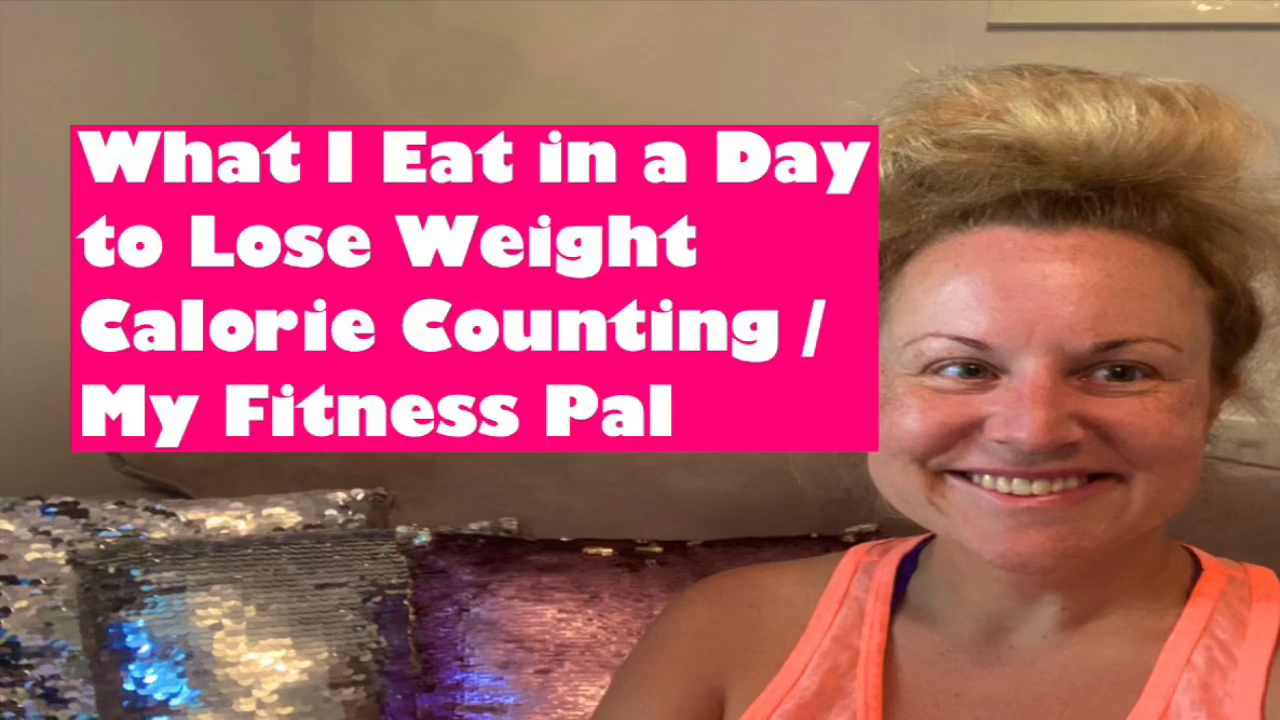 What I Eat in a Day
to Lose Weight
Calorie Counting /
My Fitness Pal